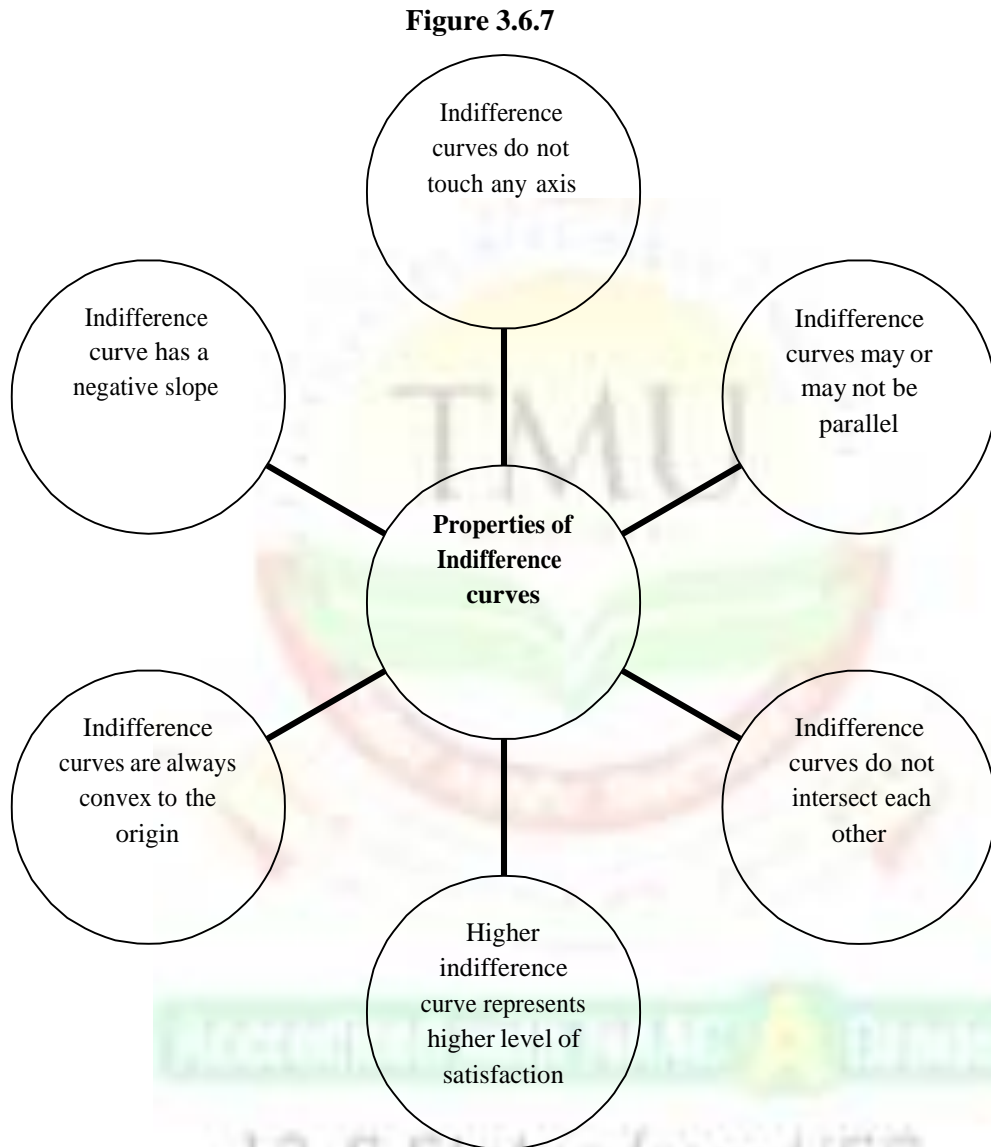 Figure 3.6.7
Indifference
curves do not
touch any axis
Indifference
curve has a
negative slope
Indifference
curves may or
may not be
parallel
TMU
Properties of
Indifference
curves
Indifference
curves are always
convex to the
origin
Indifference
curves do not
intersect each
other
Higher
indifference
curve represents
higher level of
satisfaction